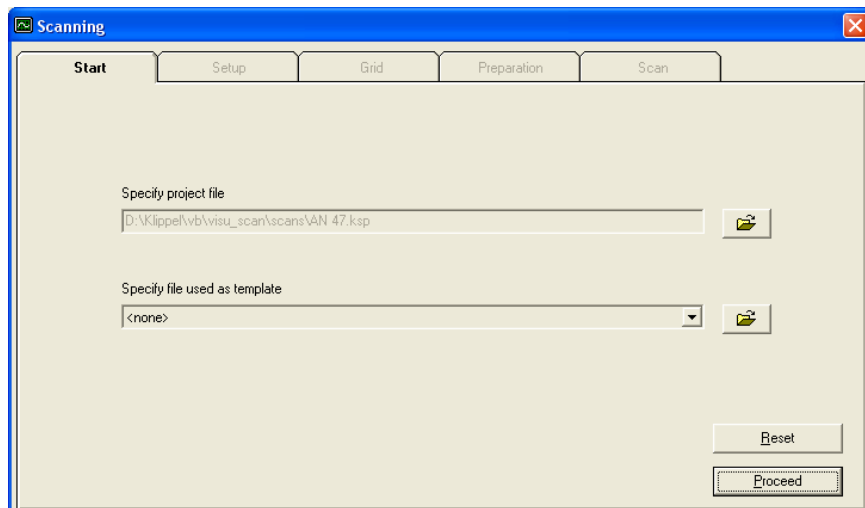 Scanning
Start Setup Grid Preparation Scan
Specify project file
D:\Klippel\vb\visu_scan\scans\AN 47.ksp
Specify file used as template
<none>
Reset
Proceed